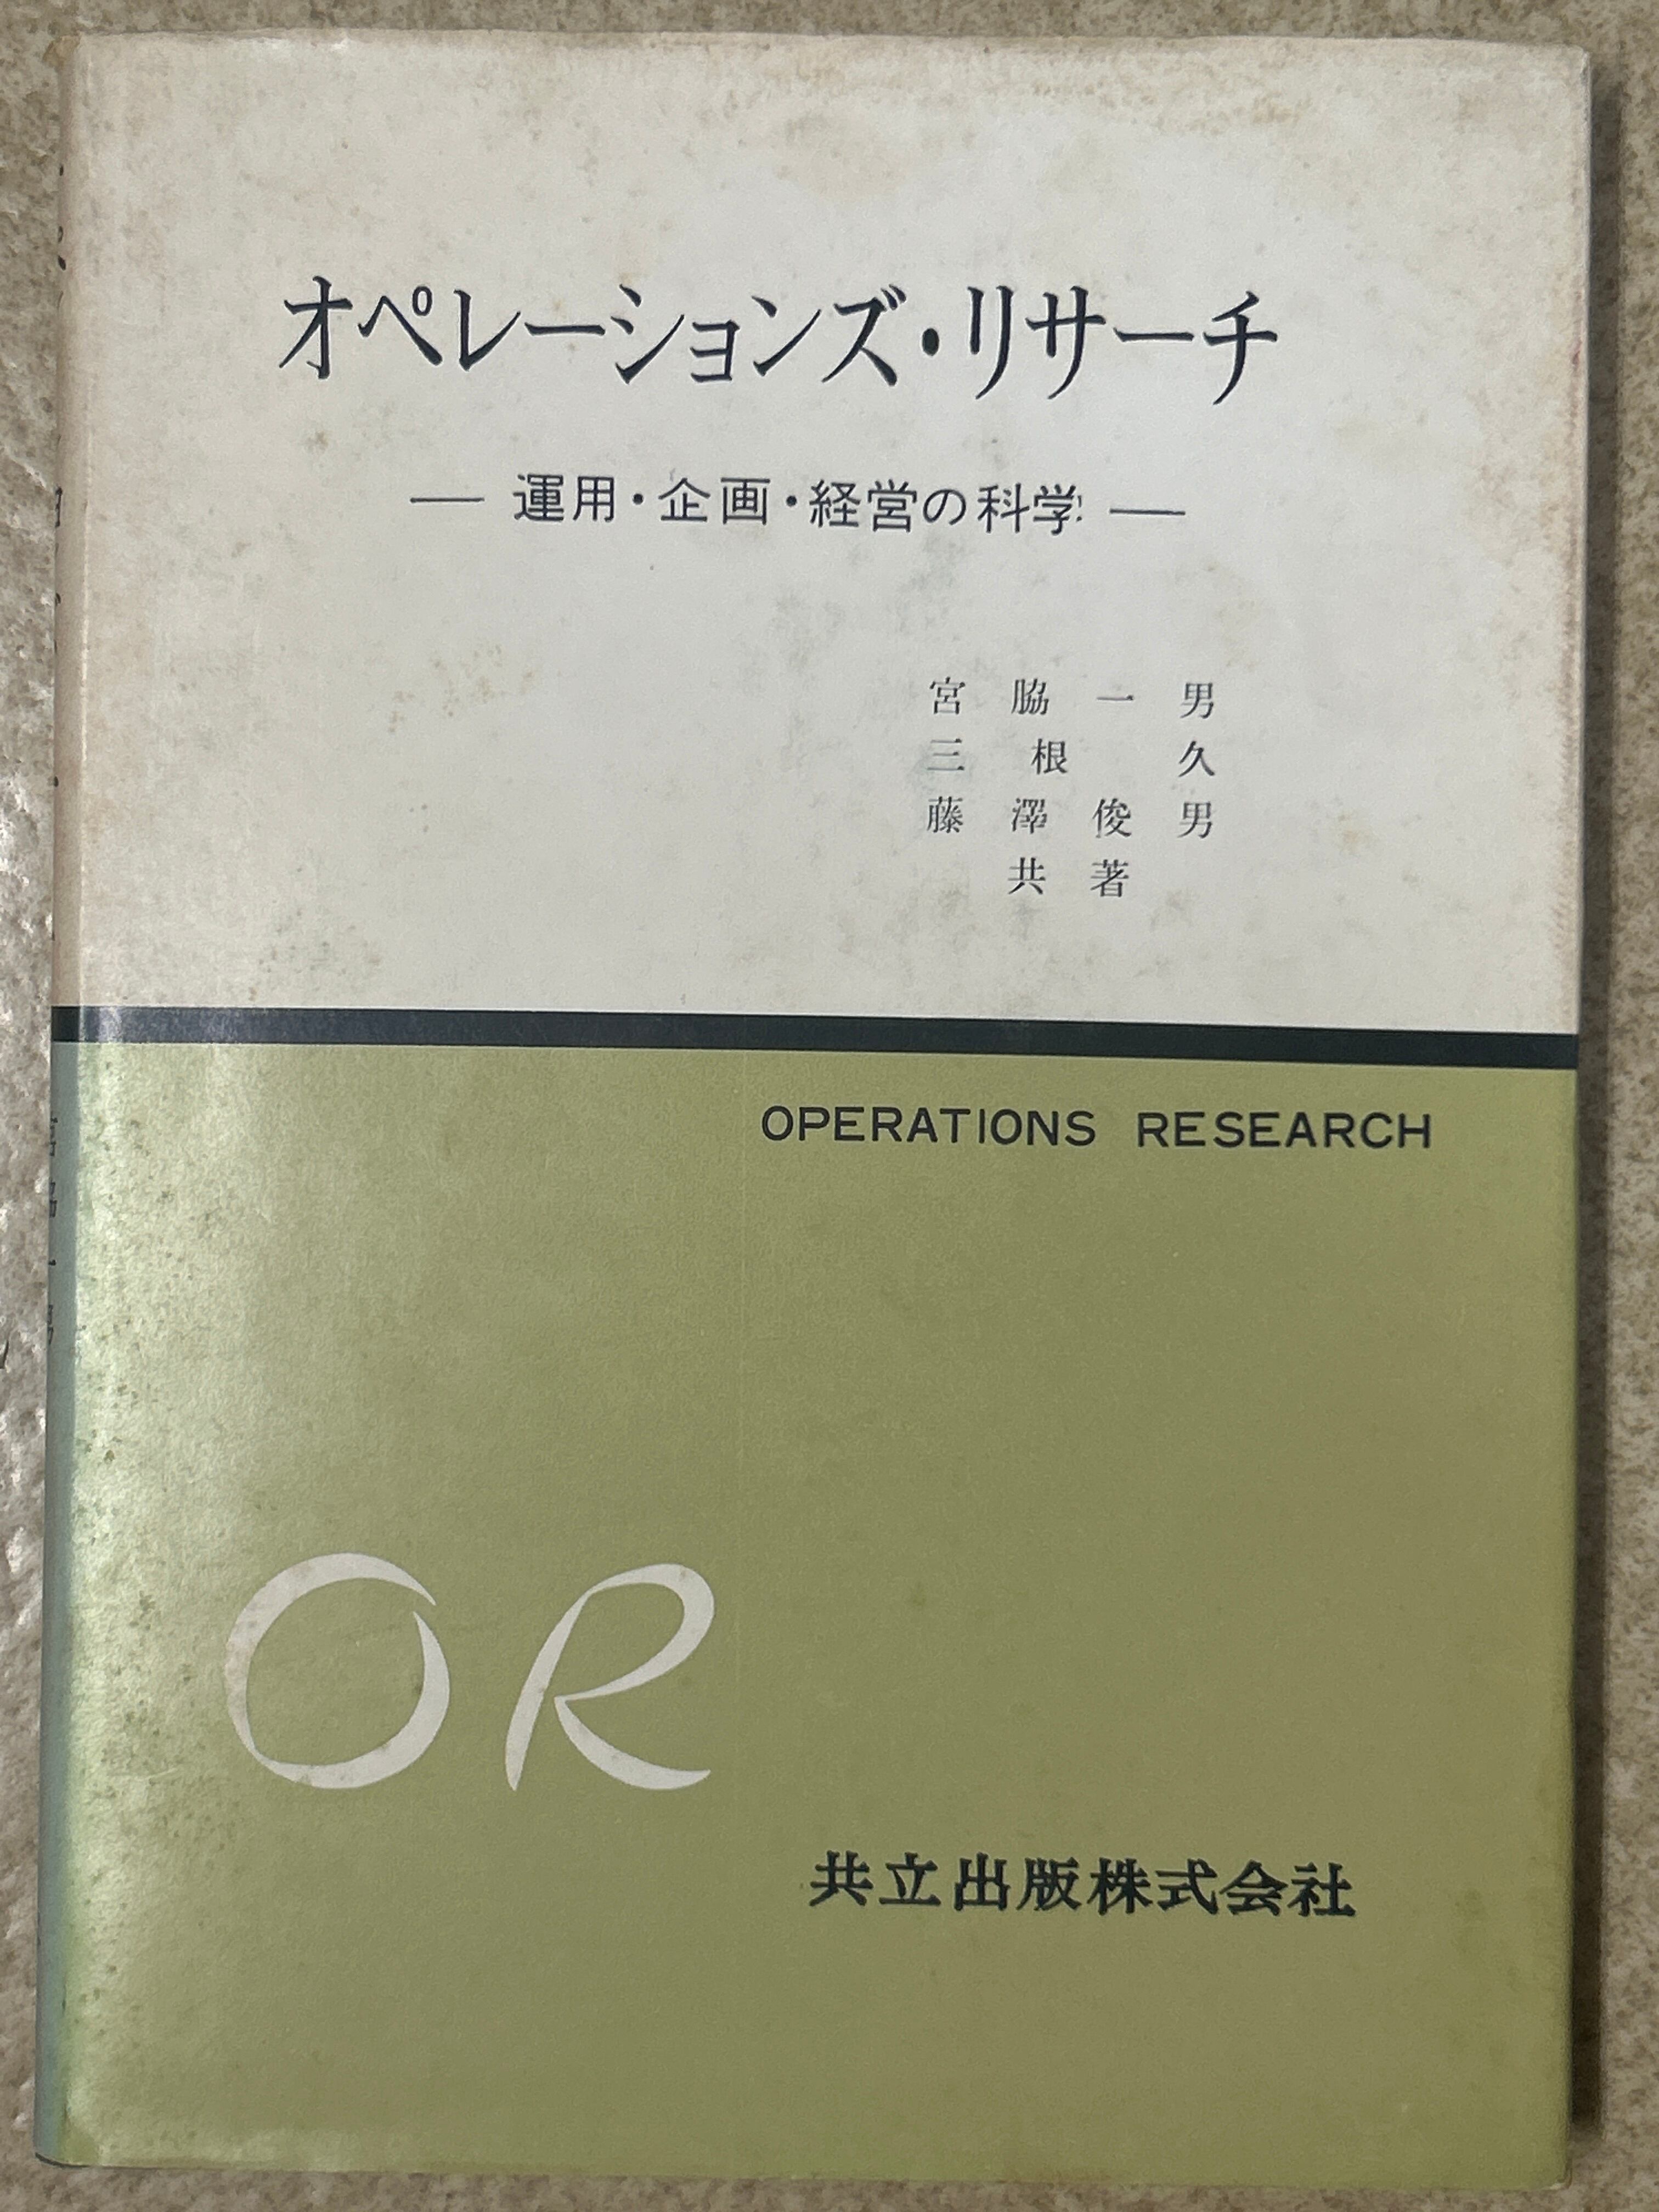 オペレーションズ・リサーチ
― 運用・企画・経営の科学 ―
宮脇一男
三根 久
藤澤俊男
共著
OPERATIONS RESEARCH
OR
共立出版株式会社